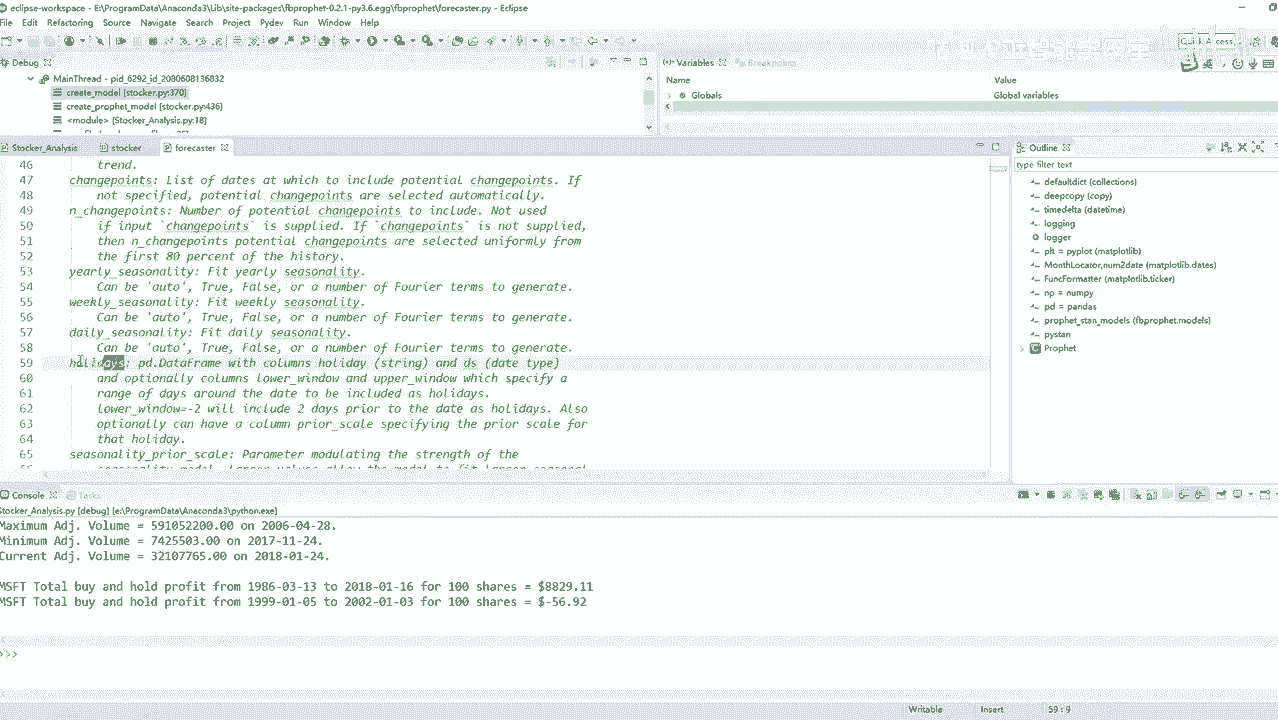 eclipse-workspace - E:\ProgramData\Anaconda3\Lib\site-packages\fbprophet-0.2.1-py3.6.egg\fbprophet\forecaster.py - Eclipse
File Edit Refactoring Source Navigate Search Project Pydev Run Window Help
Quick Access
Debug
MainThread - pid_6292_id_2080608136832
create_model [stocker.py:370]
create_prophet_model [stocker.py:436]
<module> [Stocker_Analysis.py:18]
Variables Breakpoints
Name Value
Globals Global variables
Stocker_Analysis stocker forecaster
46 trend.
47 changepoints: List of dates at which to include potential changepoints. If
48 not specified, potential changepoints are selected automatically.
49 n_changepoints: Number of potential changepoints to include. Not used
50 if input `changepoints` is supplied. If `changepoints` is not supplied,
51 then n_changepoints potential changepoints are selected uniformly from
52 the first 80 percent of the history.
53 yearly_seasonality: Fit yearly seasonality.
54 Can be 'auto', True, False, or a number of Fourier terms to generate.
55 weekly_seasonality: Fit weekly seasonality.
56 Can be 'auto', True, False, or a number of Fourier terms to generate.
57 daily_seasonality: Fit daily seasonality.
58 Can be 'auto', True, False, or a number of Fourier terms to generate.
59 holidays: pd.DataFrame with columns holiday (string) and ds (date type)
60 and optionally columns lower_window and upper_window which specify a
61 range of days around the date to be included as holidays.
62 lower_window=-2 will include 2 days prior to the date as holidays. Also
63 optionally can have a column prior_scale specifying the prior scale for
64 that holiday.
65 seasonality_prior_scale: Parameter modulating the strength of the
Outline
type filter text
defaultdict (collections)
deepcopy (copy)
timedelta (datetime)
logging
logger
plt = pyplot (matplotlib)
MonthLocator,num2date (matplotlib.dates)
FuncFormatter (matplotlib.ticker)
np = numpy
pd = pandas
prophet_stan_models (fbprophet.models)
pystan
Prophet
Console Tasks
Stocker_Analysis.py [debug] [e:\ProgramData\Anaconda3\python.exe]
Maximum Adj. Volume = 591052200.00 on 2006-04-28.
Minimum Adj. Volume = 7425503.00 on 2017-11-24.
Current Adj. Volume = 32107765.00 on 2018-01-24.
MSFT Total buy and hold profit from 1986-03-13 to 2018-01-16 for 100 shares = $8829.11
MSFT Total buy and hold profit from 1999-01-05 to 2002-01-03 for 100 shares = $-56.92
>>>
Writable Insert 59 : 9